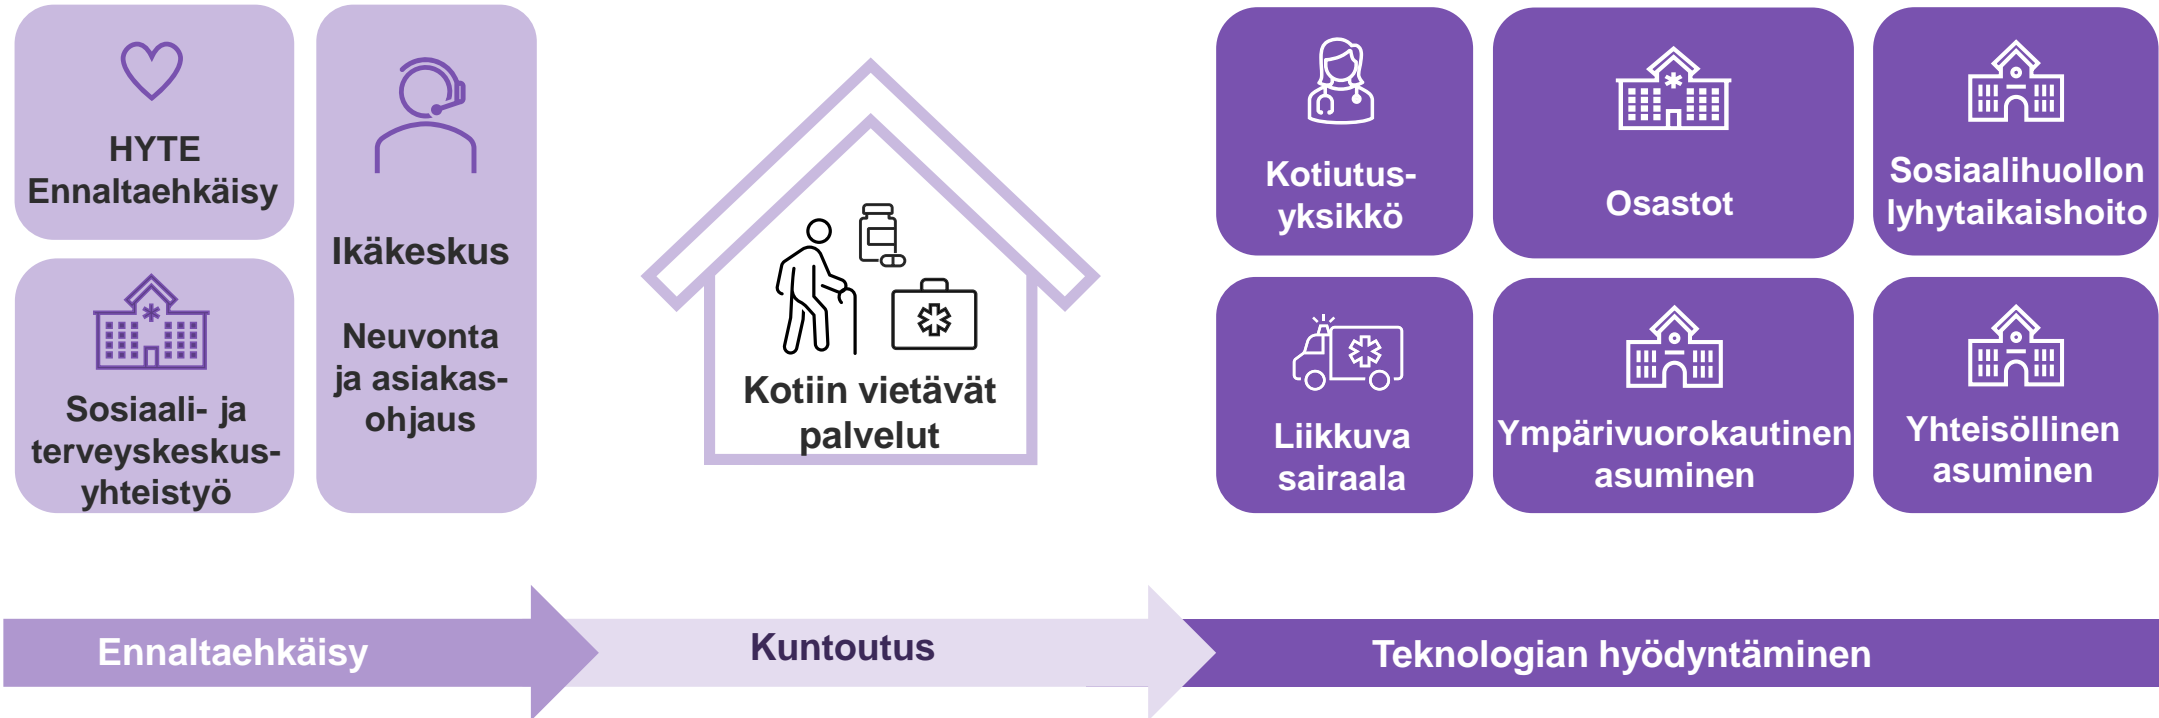 HYTE
Ennaltaehkäisy
Sosiaali- ja
terveyskeskus-
yhteistyö
Ikäkeskus
Neuvonta
ja asiakas-
ohjaus
Kotiin vietävät
palvelut
Kotiutus-
yksikkö
Osastot
Sosiaalihuollon
lyhytaikaishoito
Liikkuva
sairaala
Ympärivuorokautinen
asuminen
Yhteisöllinen
asuminen
Ennaltaehkäisy
Kuntoutus
Teknologian hyödyntäminen